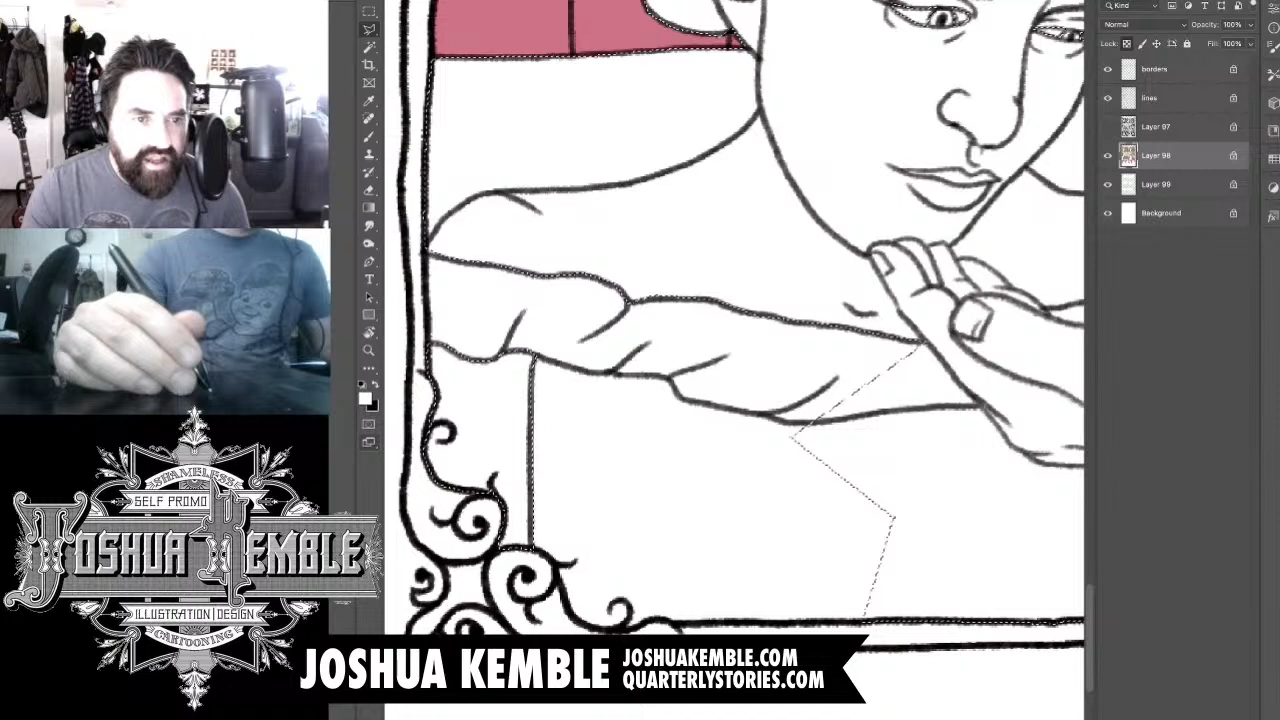 Kind
Normal
Opacity: 100%
Lock:
Fill: 100%
borders
lines
Layer 97
Layer 98
Layer 99
Background
SHAMELESS
SELF PROMO
JOSHUA KEMBLE
ILLUSTRATION|DESIGN
CARTOONING
JOSHUA KEMBLE
JOSHUAKEMBLE.COM
QUARTERLYSTORIES.COM